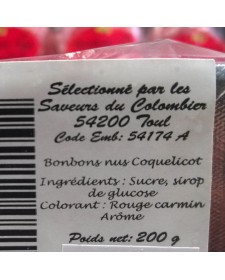 Sélectionné par les
Saveurs du Colombier
54200 Toul
Code Emb: 54174 A
Bonbons nus Coquelicot
Ingrédients : Sucre, sirop
de glucose
Colorant : Rouge carmin
Arôme
Poids net: 200 g